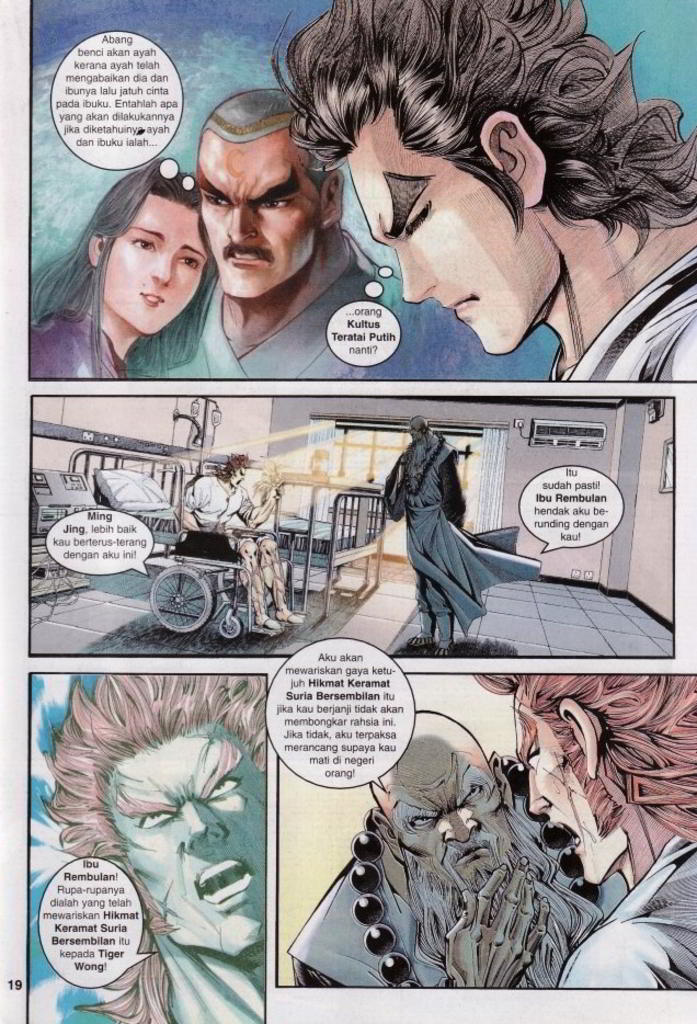 Abang
benci akan ayah
kerana ayah telah
mengabaikan dia dan
ibunya lalu jatuh cinta
pada ibuku. Entahlah apa
yang akan dilakukannya
jika diketahuinya ayah
dan ibuku ialah...
...orang
Kultus
Teratai Putih
nanti?
Ming
Jing, lebih baik
kau berterus-terang
dengan aku ini!
Itu
sudah pasti!
Ibu Rembulan
hendak aku be-
runding dengan
kau!
Aku akan
mewariskan gaya ketu-
juh Hikmat Keramat
Suria Bersembilan itu
jika kau berjanji tidak akan
membongkar rahsia ini.
Jika tidak, aku terpaksa
merancang supaya kau
mati di negeri
orang!
Ibu
Rembulan!
Rupa-rupanya
dialah yang telah
mewariskan Hikmat
Keramat Suria
Bersembilan itu
kepada Tiger
Wong!
19